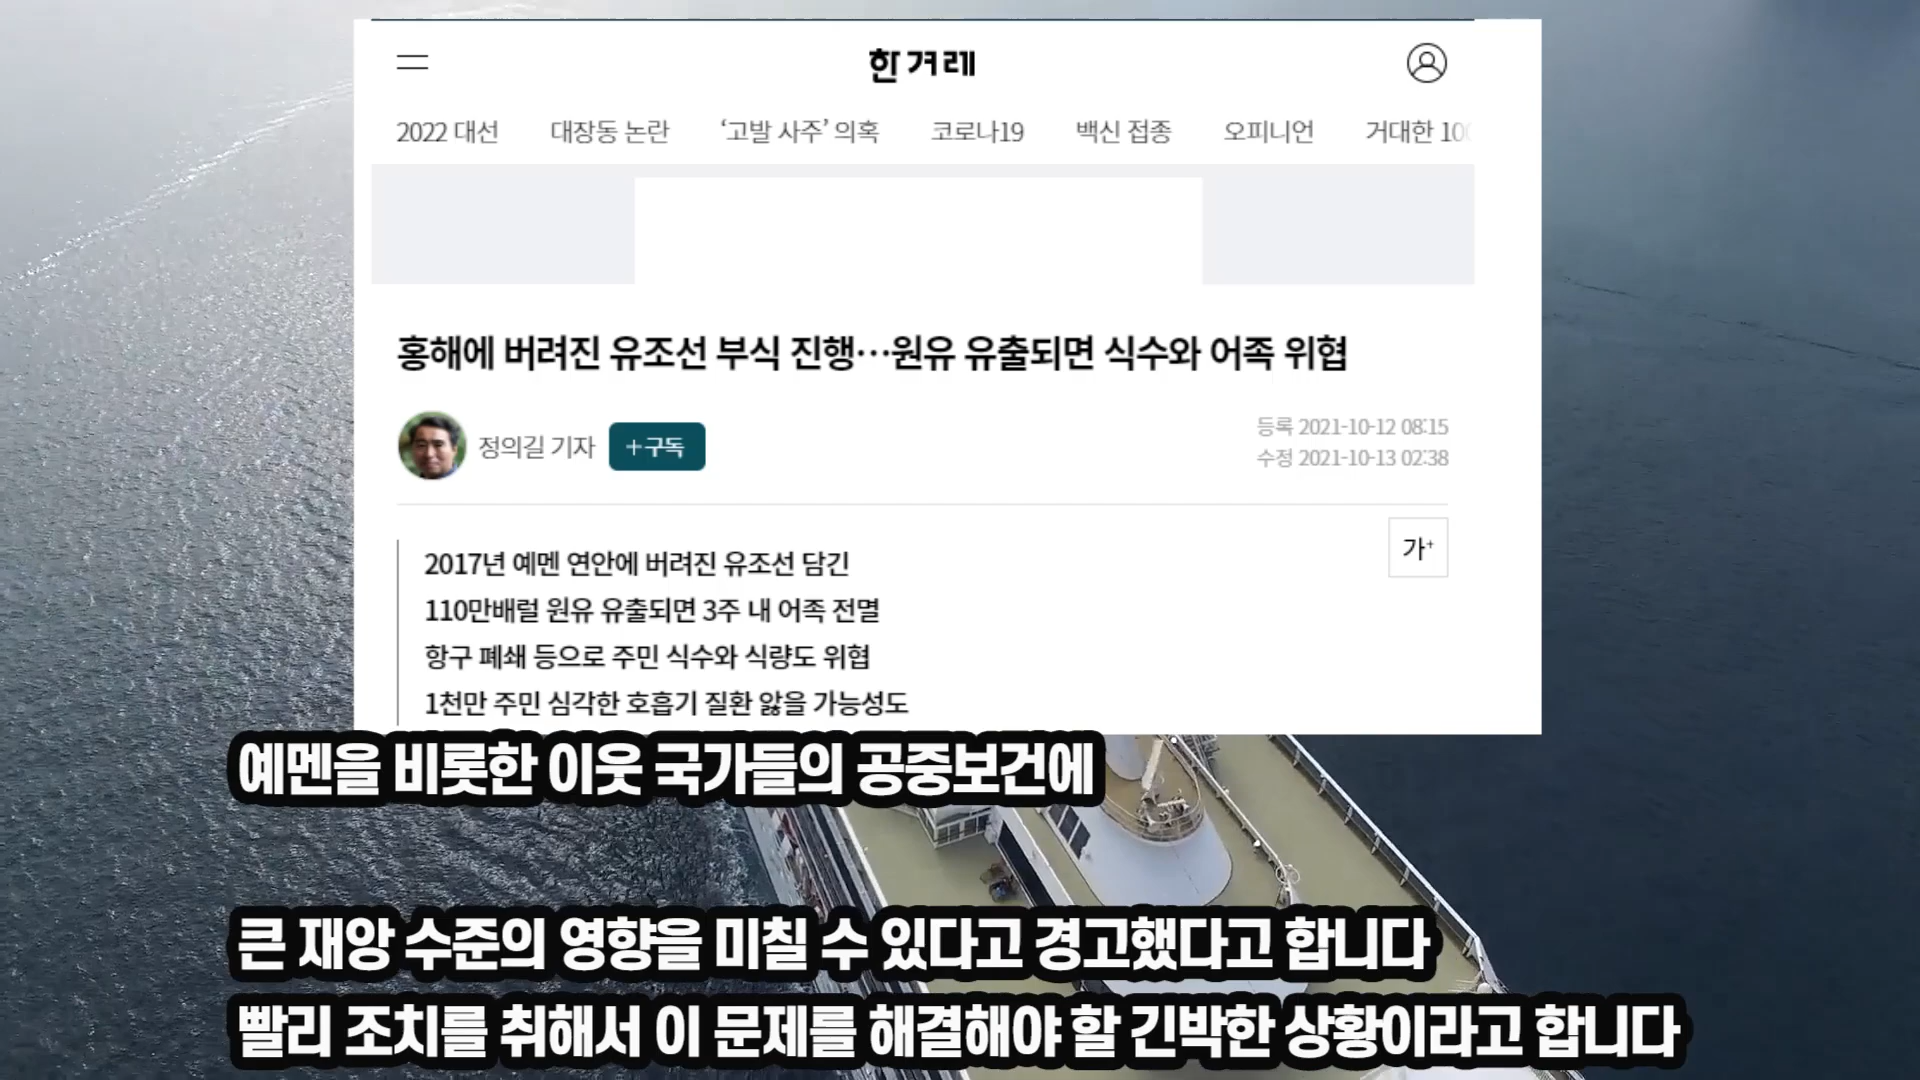 한겨레
2022 대선 대장동 논란 ‘고발 사주’ 의혹 코로나19 백신 접종 오피니언 거대한 100
홍해에 버려진 유조선 부식 진행…원유 유출되면 식수와 어족 위협
정의길 기자 +구독
등록 2021-10-12 08:15
수정 2021-10-13 02:38
가+
2017년 예멘 연안에 버려진 유조선 담긴
110만배럴 원유 유출되면 3주 내 어족 전멸
항구 폐쇄 등으로 주민 식수와 식량도 위협
1천만 주민 심각한 호흡기 질환 앓을 가능성도
예멘을 비롯한 이웃 국가들의 공중보건에
큰 재앙 수준의 영향을 미칠 수 있다고 경고했다고 합니다
빨리 조치를 취해서 이 문제를 해결해야 할 긴박한 상황이라고 합니다